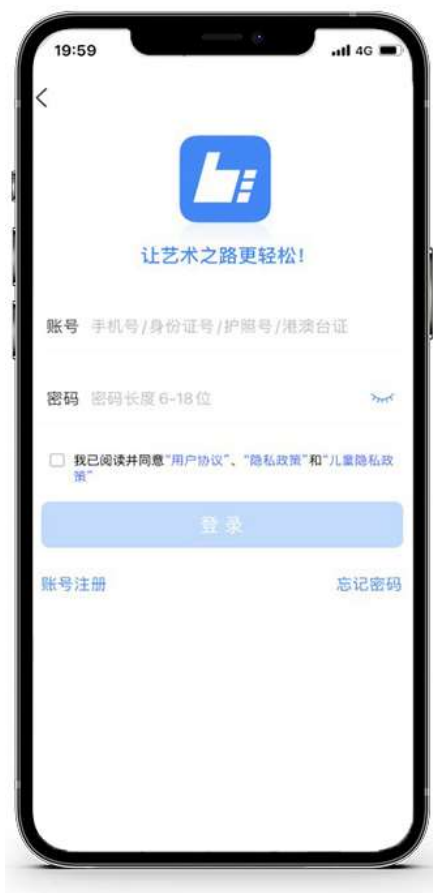 19:59
4G
让艺术之路更轻松!
账号 手机号/身份证号/护照号/港澳台证
密码 密码长度6-18位
我已阅读并同意“用户协议”、“隐私政策”和“儿童隐私政
策”
登录
账号注册 忘记密码